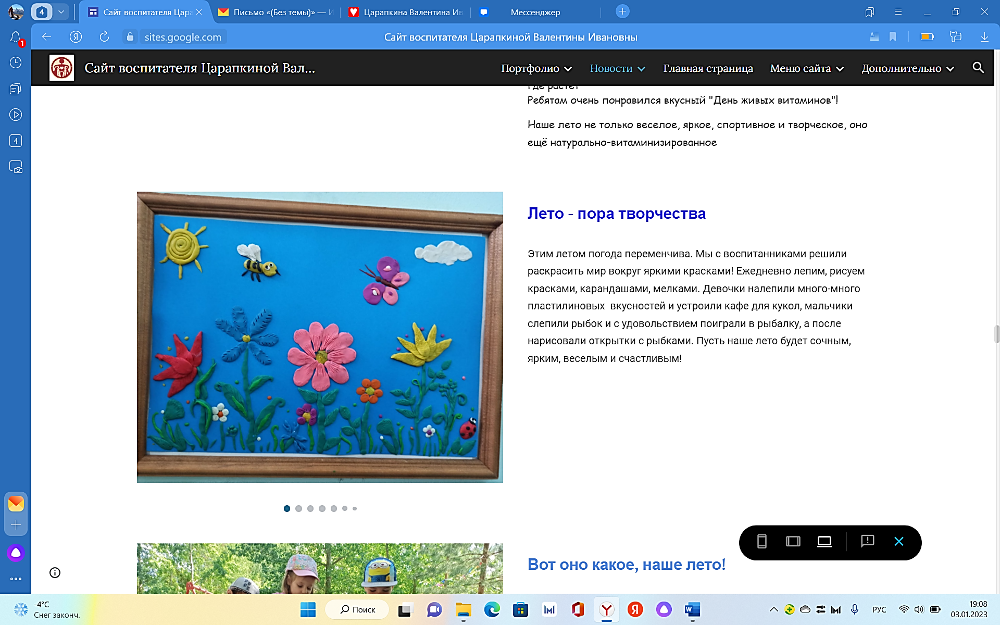 4
Сайт воспитателя Цара
Письмо «(Без темы)» — И
Царапкина Валентина Ив
Мессенджер
1
Я
sites.google.com
Сайт воспитателя Царапкиной Валентины Ивановны
Сайт воспитателя Царапкиной Вал...
Портфолио
Новости
Главная страница
Меню сайта
Дополнительно
4
где растёт
Ребятам очень понравился вкусный "День живых витаминов"!
Наше лето не только веселое, яркое, спортивное и творческое, оно
ещё натурально-витаминизированное
Лето - пора творчества
Этим летом погода переменчива. Мы с воспитанниками решили
раскрасить мир вокруг яркими красками! Ежедневно лепим, рисуем
красками, карандашами, мелками. Девочки налепили много-много
пластилиновых  вкусностей и устроили кафе для кукол, мальчики
слепили рыбок и с удовольствием поиграли в рыбалку, а после
нарисовали открытки с рыбками. Пусть наше лето будет сочным,
ярким, веселым и счастливым!
Вот оно какое, наше лето!
-4°C
Снег законч.
Поиск
РУС
19:08
03.01.2023